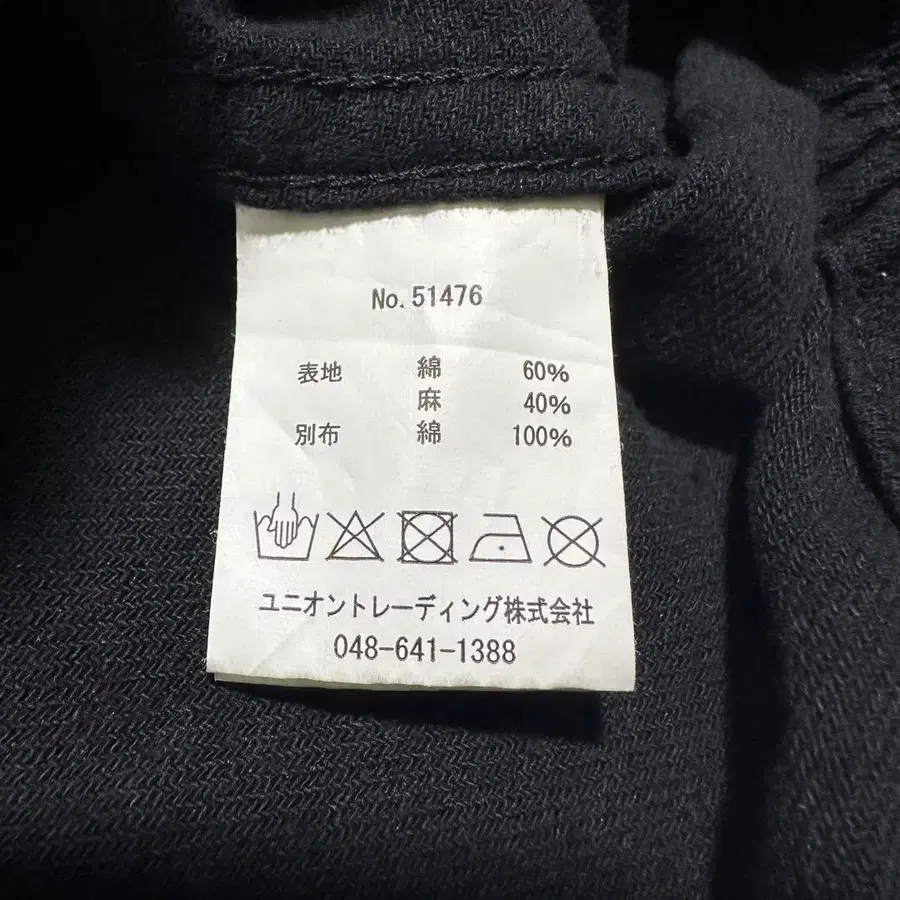 No. 51476
表地 綿 60%
麻 40%
別布 綿 100%
ユニオントレーディング株式会社
048-641-1388